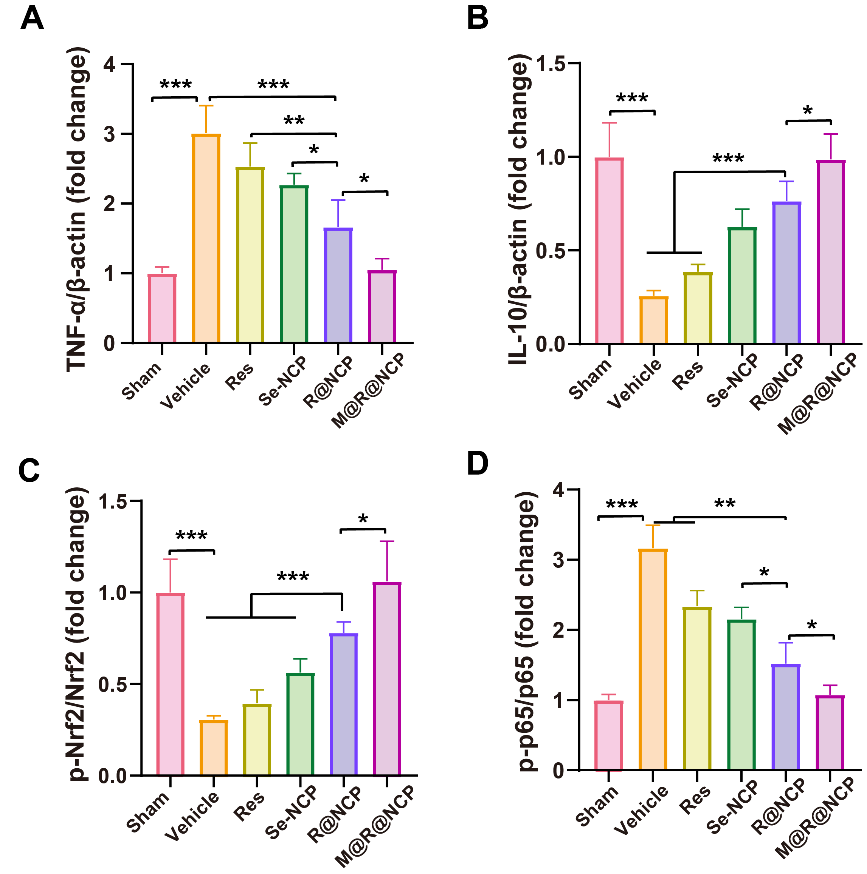 A
TNF-α/β-actin (fold change)
4
3
2
1
0
***
***
**
*
*
Sham
Vehicle
Res
Se-NCP
R@NCP
M@R@NCP
B
IL-10/β-actin (fold change)
1.5
1.0
0.5
0.0
***
***
*
Sham
Vehicle
Res
Se-NCP
R@NCP
M@R@NCP
C
p-Nrf2/Nrf2 (fold change)
1.5
1.0
0.5
0.0
***
***
*
Sham
Vehicle
Res
Se-NCP
R@NCP
M@R@NCP
D
p-p65/p65 (fold change)
4
3
2
1
0
***
**
*
*
Sham
Vehicle
Res
Se-NCP
R@NCP
M@R@NCP